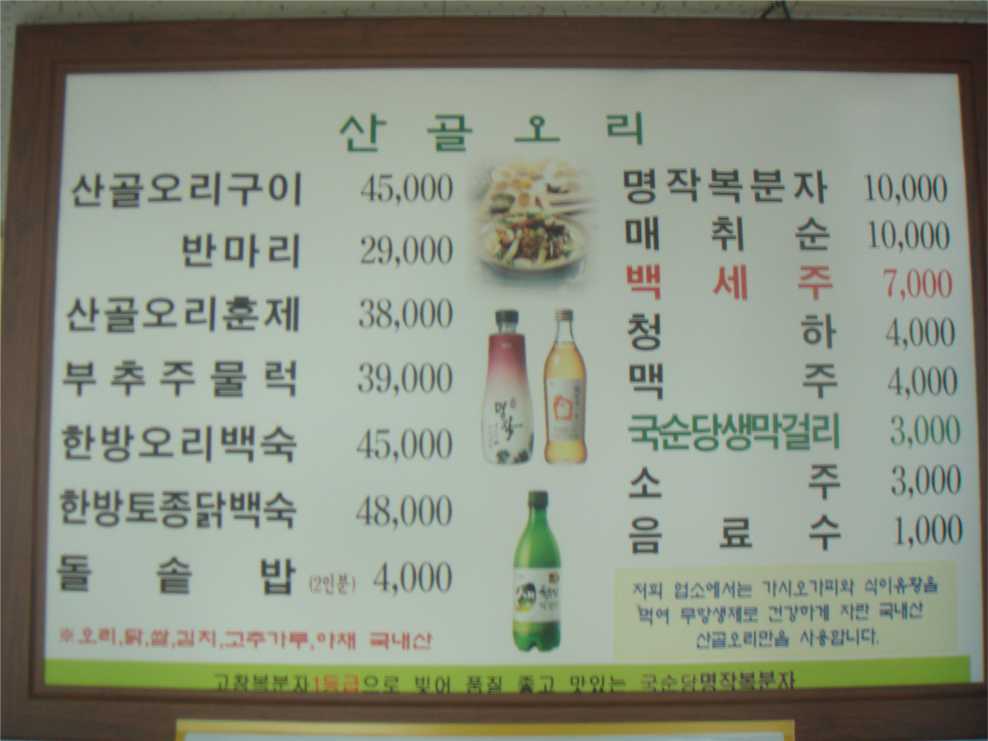 산골오리
산골오리구이 45,000
반마리 29,000
산골오리훈제 38,000
부추주물럭 39,000
한방오리백숙 45,000
한방토종닭백숙 48,000
돌솥밥 (2인분) 4,000
※오리,닭,쌀,김치,고추가루,야채 국내산
명작복분자 10,000
매취순 10,000
백세주 7,000
청하 4,000
맥주 4,000
국순당생막걸리 3,000
소주 3,000
음료수 1,000
저희 업소에서는 가시오가피와 식이유황을
먹여 무항생제로 건강하게 자란 국내산
산골오리만을 사용합니다.
고창복분자1등급으로 빚어 품질 좋고 맛있는 국순당명작복분자
명작